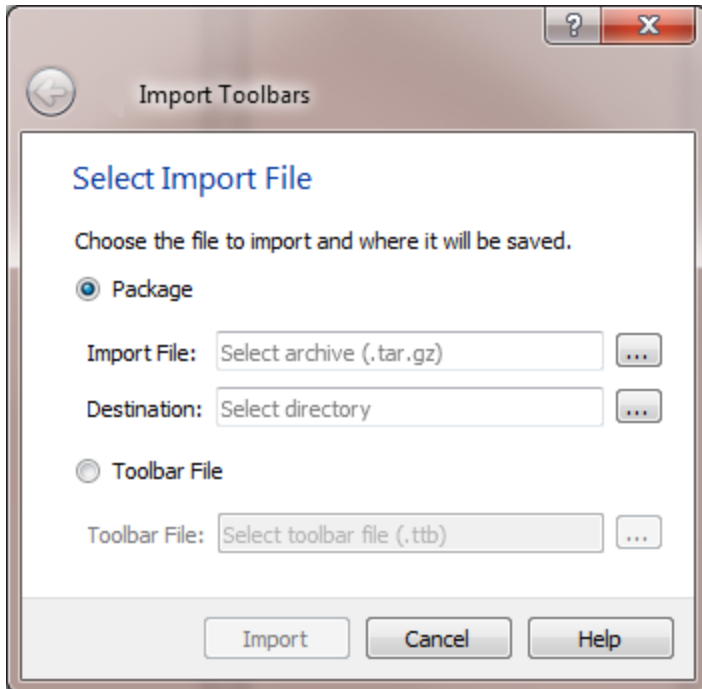 Import Toolbars
Select Import File
Choose the file to import and where it will be saved.
Package
Import File: Select archive (.tar.gz) ...
Destination: Select directory ...
Toolbar File
Toolbar File: Select toolbar file (.ttb) ...
Import Cancel Help